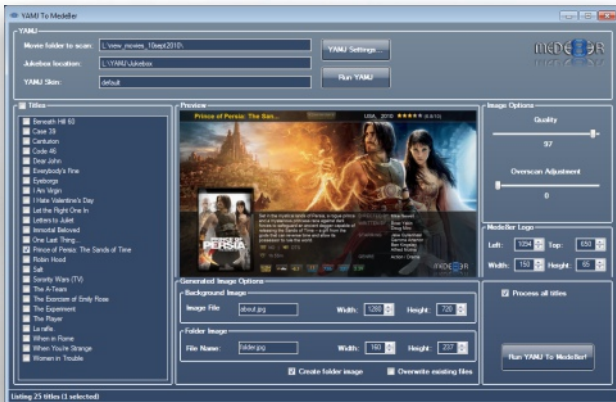 YAMJ To Medeller
YAMJ
Movie folder to scan:
L:\new_movies_10sept2010\
YAMJ Settings...
Jukebox location:
L:\YAMJ\Jukebox
YAMJ Skin:
default
Run YAMJ
Titles
Beneath Hill 60
Case 39
Centurion
Code 46
Dear John
Everybody's Fine
Eyeborgs
I Am Virgin
I Hate Valentine's Day
Let the Right One In
Letters to Juliet
Immortal Beloved
One Last Thing...
Prince of Persia: The Sands of Time
Robin Hood
Salt
Sorority Wars (TV)
The A-Team
The Exorcism of Emily Rose
The Experiment
The Player
La rafle
When in Rome
When You're Strange
Women in Trouble
Preview
Prince of Persia: The San...
USA, 2010
PERSIA
Generated Image Options
Background Image
Image File
about.jpg
Width: 1280
Height: 720
Folder Image
File Name:
folder.jpg
Width: 160
Height: 237
Create folder image
Overwrite existing files
Image Options
Quality
97
Overscan Adjustment
0
Medeller Logo
Left: 1094
Top: 650
Width: 150
Height: 65
Process all titles
Run YAMJ To Medeller!
Listing 25 titles (1 selected)